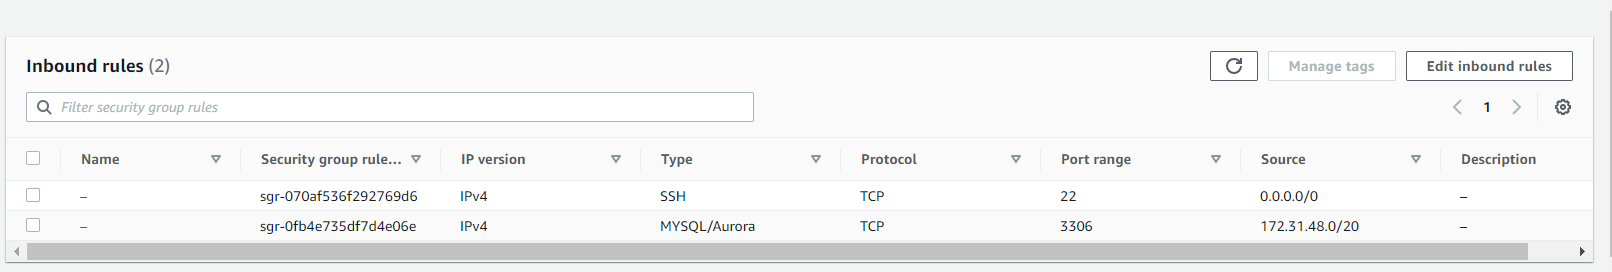 Inbound rules (2)
Manage tags
Edit inbound rules
Filter security group rules
1
Name Security group rule... IP version Type Protocol Port range Source Description
– sgr-070af536f292769d6 IPv4 SSH TCP 22 0.0.0.0/0 –
– sgr-0fb4e735df7d4e06e IPv4 MYSQL/Aurora TCP 3306 172.31.48.0/20 –